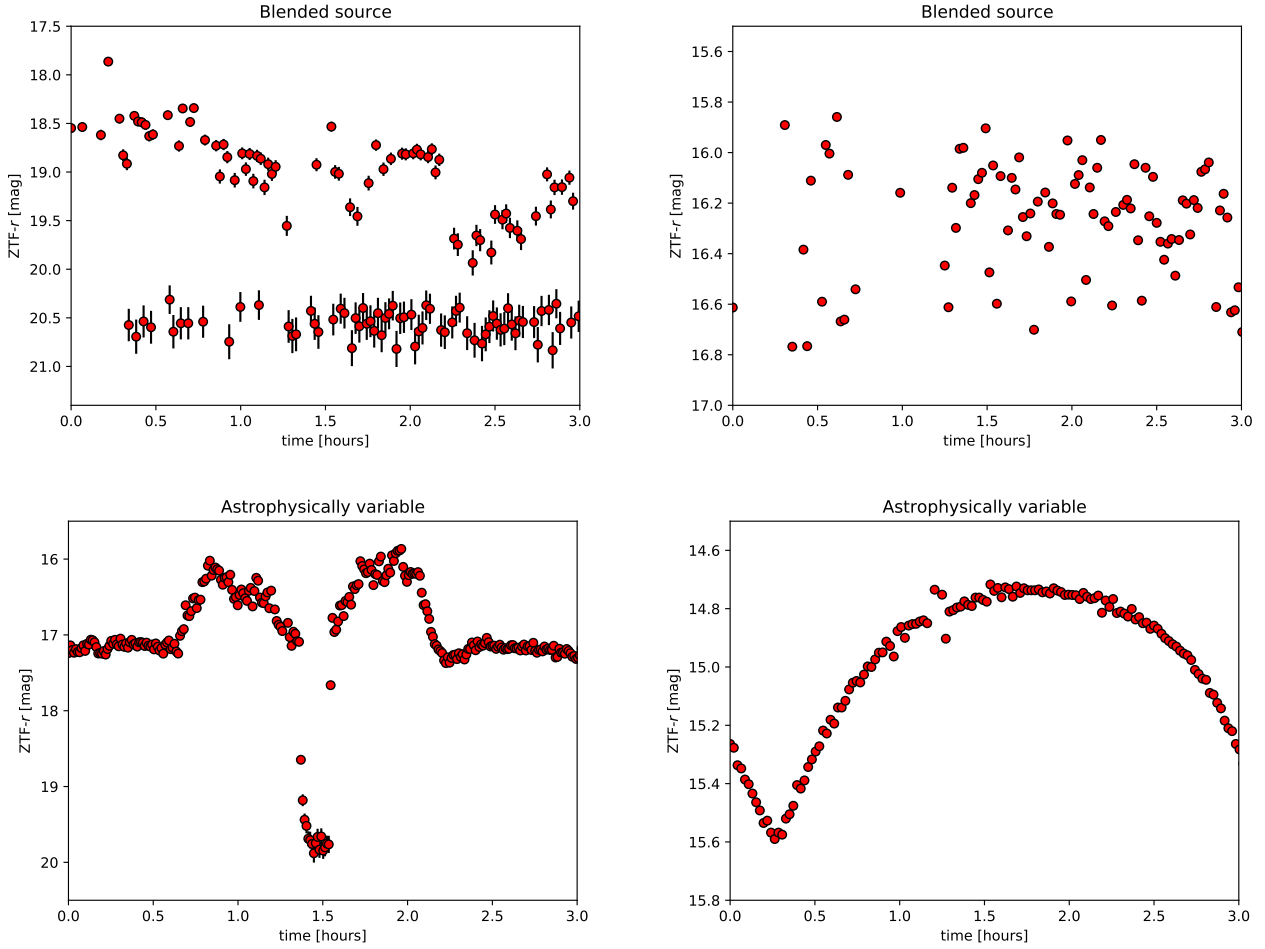 Blended source
17.5
18.0
18.5
19.0
19.5
20.0
20.5
21.0
ZTF-r [mag]
0.0 0.5 1.0 1.5 2.0 2.5 3.0
time [hours]
Blended source
15.6
15.8
16.0
16.2
16.4
16.6
16.8
17.0
ZTF-r [mag]
0.0 0.5 1.0 1.5 2.0 2.5 3.0
time [hours]
Astrophysically variable
16
17
18
19
20
ZTF-r [mag]
0.0 0.5 1.0 1.5 2.0 2.5 3.0
time [hours]
Astrophysically variable
14.6
14.8
15.0
15.2
15.4
15.6
15.8
ZTF-r [mag]
0.0 0.5 1.0 1.5 2.0 2.5 3.0
time [hours]